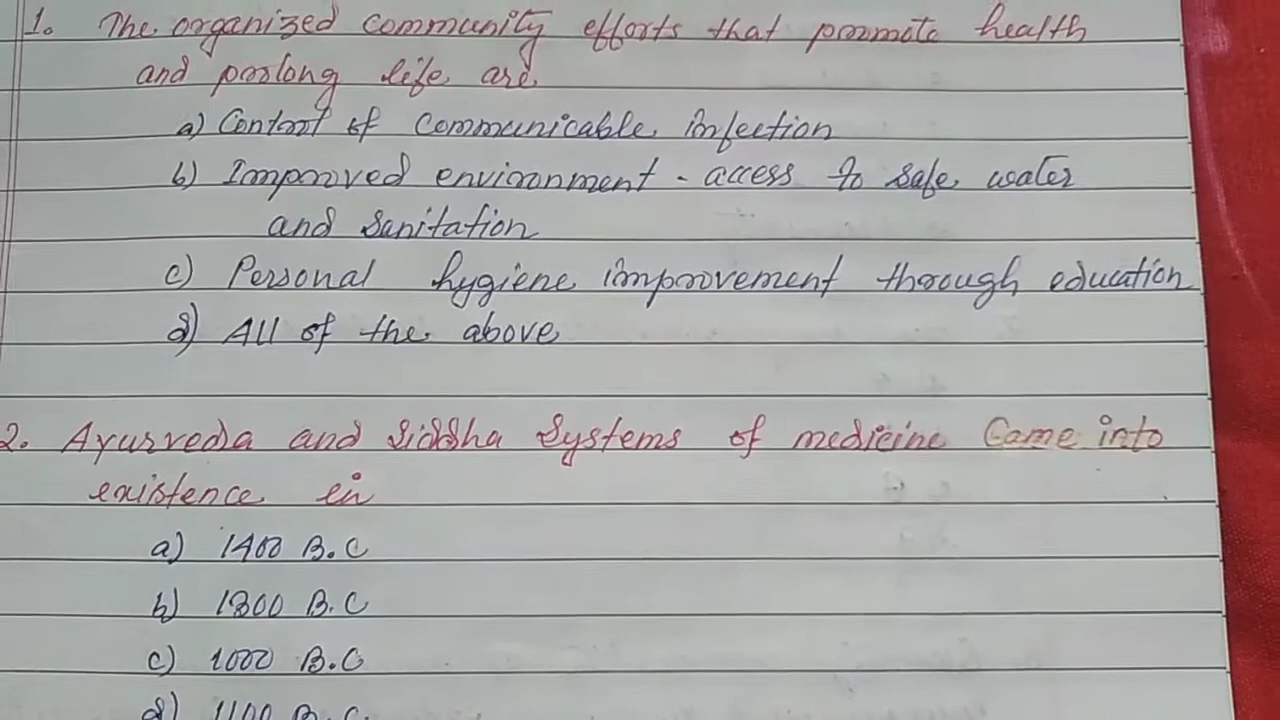 1. The organized community efforts that promote health
and prolong life are
a) Control of Communicable infection
b) Improved environment - access to safe water
and Sanitation
c) Personal hygiene improvement through education
d) All of the above
2. Ayurveda and Siddha Systems of medicine Came into
existence in
a) 1400 B.C
b) 1300 B.C
c) 1000 B.C
d) 1100 B.C.